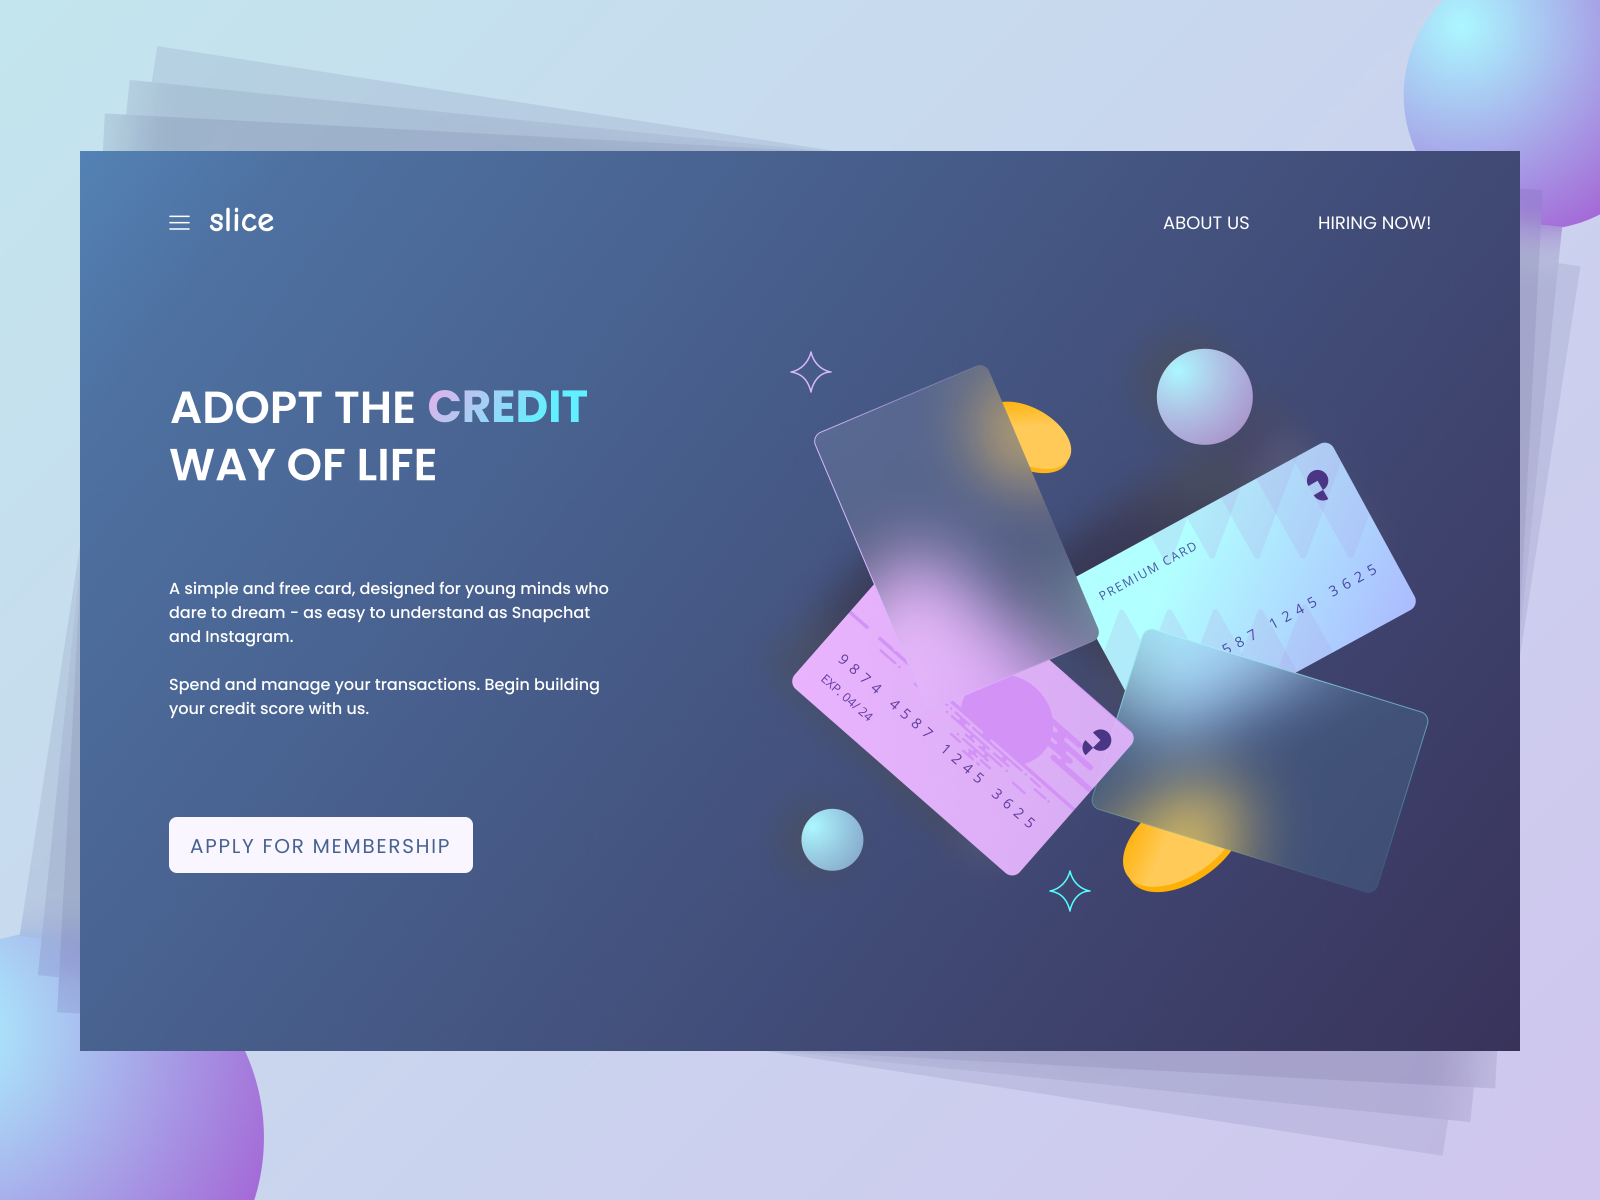 slice
ABOUT US
HIRING NOW!
ADOPT THE CREDIT
WAY OF LIFE
A simple and free card, designed for young minds who
dare to dream - as easy to understand as Snapchat
and Instagram.
Spend and manage your transactions. Begin building
your credit score with us.
APPLY FOR MEMBERSHIP
PREMIUM CARD
587 1245 3625
9874 4587 1245 3625
EXP. 04/24